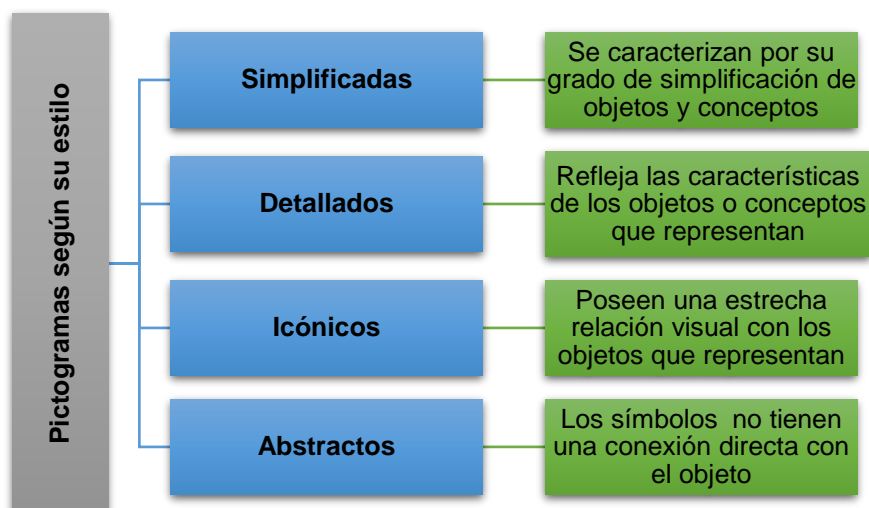 Pictogramas según su estilo
Simplificadas
Se caracterizan por su
grado de simplificación de
objetos y conceptos
Detallados
Refleja las características
de los objetos o conceptos
que representan
Icónicos
Poseen una estrecha
relación visual con los
objetos que representan
Abstractos
Los símbolos  no tienen
una conexión directa con
el objeto